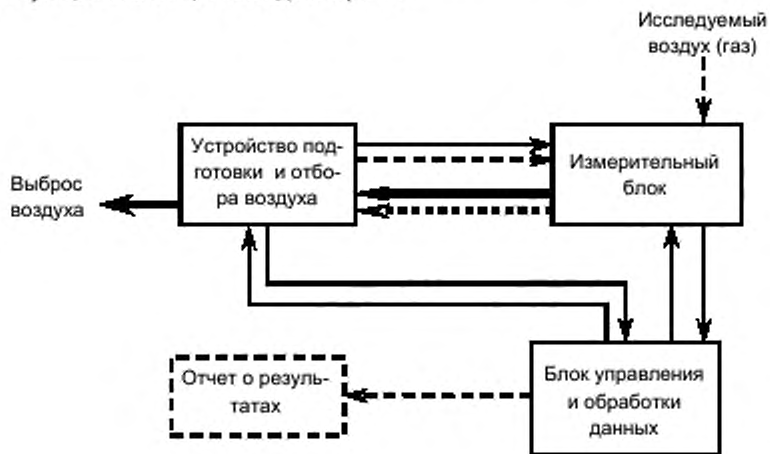 Исследуемый
воздух (газ)
Устройство под-
готовки и отбо-
ра воздуха
Измерительный
блок
Выброс
воздуха
Отчет о резуль-
татах
Блок управления
и обработки
данных